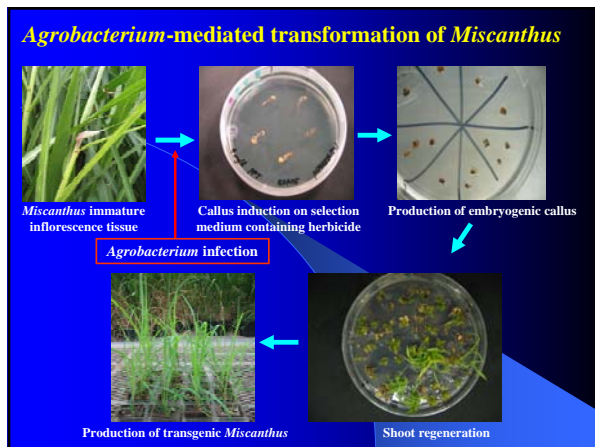 Agrobacterium-mediated transformation of Miscanthus
Miscanthus immature
inflorescence tissue
Callus induction on selection
medium containing herbicide
Production of embryogenic callus
Agrobacterium infection
Production of transgenic Miscanthus
Shoot regeneration